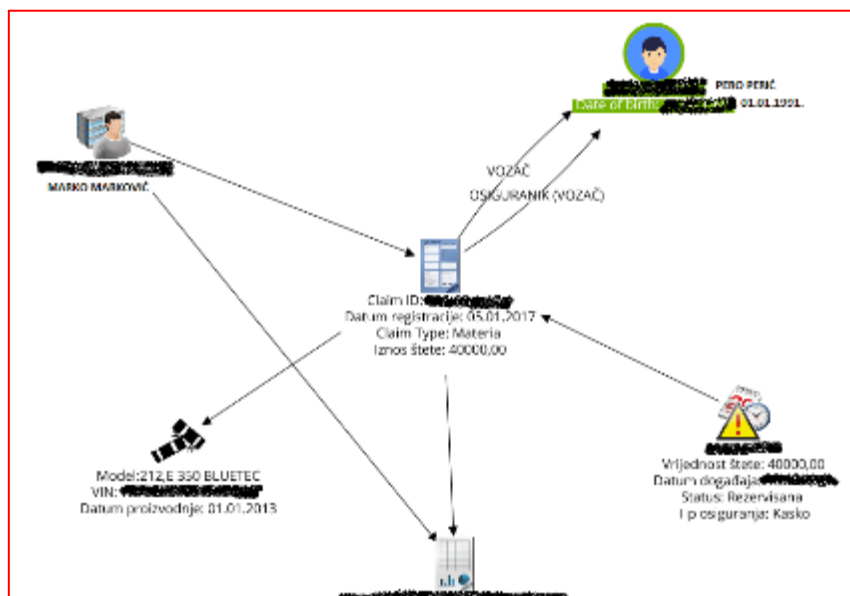 PERO PERIĆ
Date of birth: 01.01.1991.
MARKO MARKOVIĆ
VOZAČ
OSIGURANIK (VOZAČ)
Claim ID:
Datum registracije: 05.01.2017
Claim Type: Materia
Iznos štete: 40000,00
Model:212,E 350 BLUETEC
VIN:
Datum proizvodnje: 01.01.2013
Vrijednost štete: 40000,00
Datum događaja:
Status: Rezervisana
I p osiguranja: Kasko